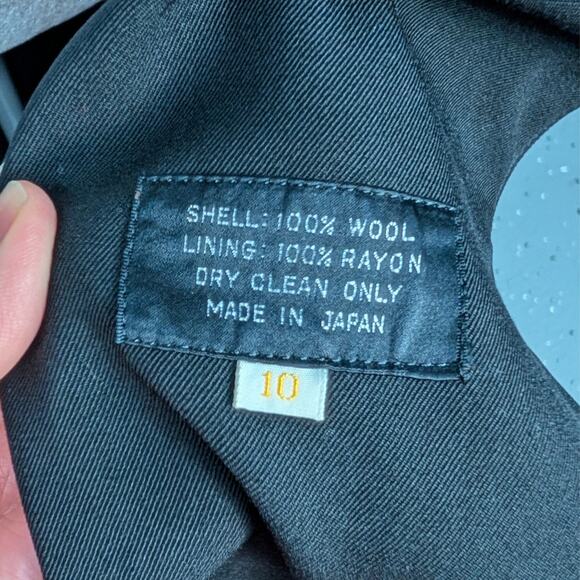 SHELL: 100% WOOL
LINING: 100% RAYON
DRY CLEAN ONLY
MADE IN JAPAN
10